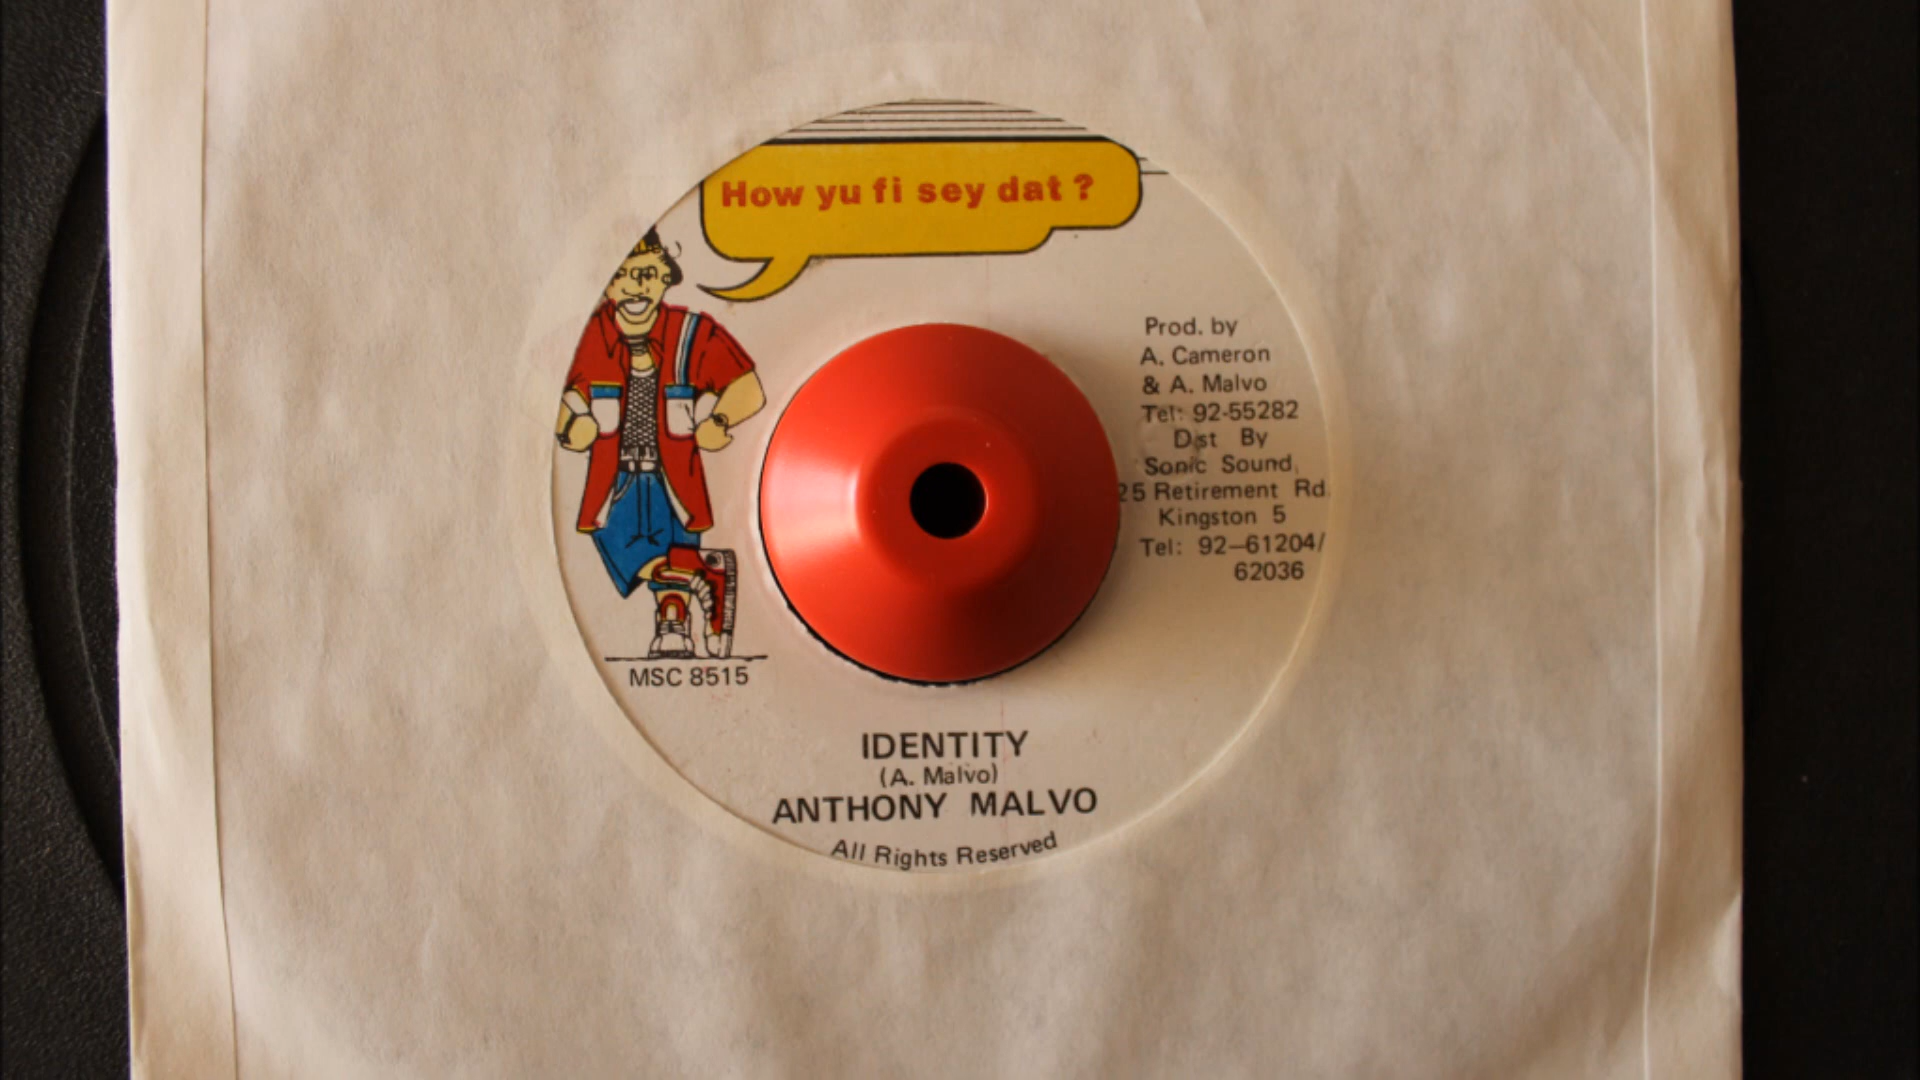 How yu fi sey dat ?
Prod. by
A. Cameron
& A. Malvo
Tel: 92-55282
Dist By
Sonic Sound,
25 Retirement Rd.
Kingston 5
Tel: 92-61204/
62036
MSC 8515
IDENTITY
(A. Malvo)
ANTHONY MALVO
All Rights Reserved